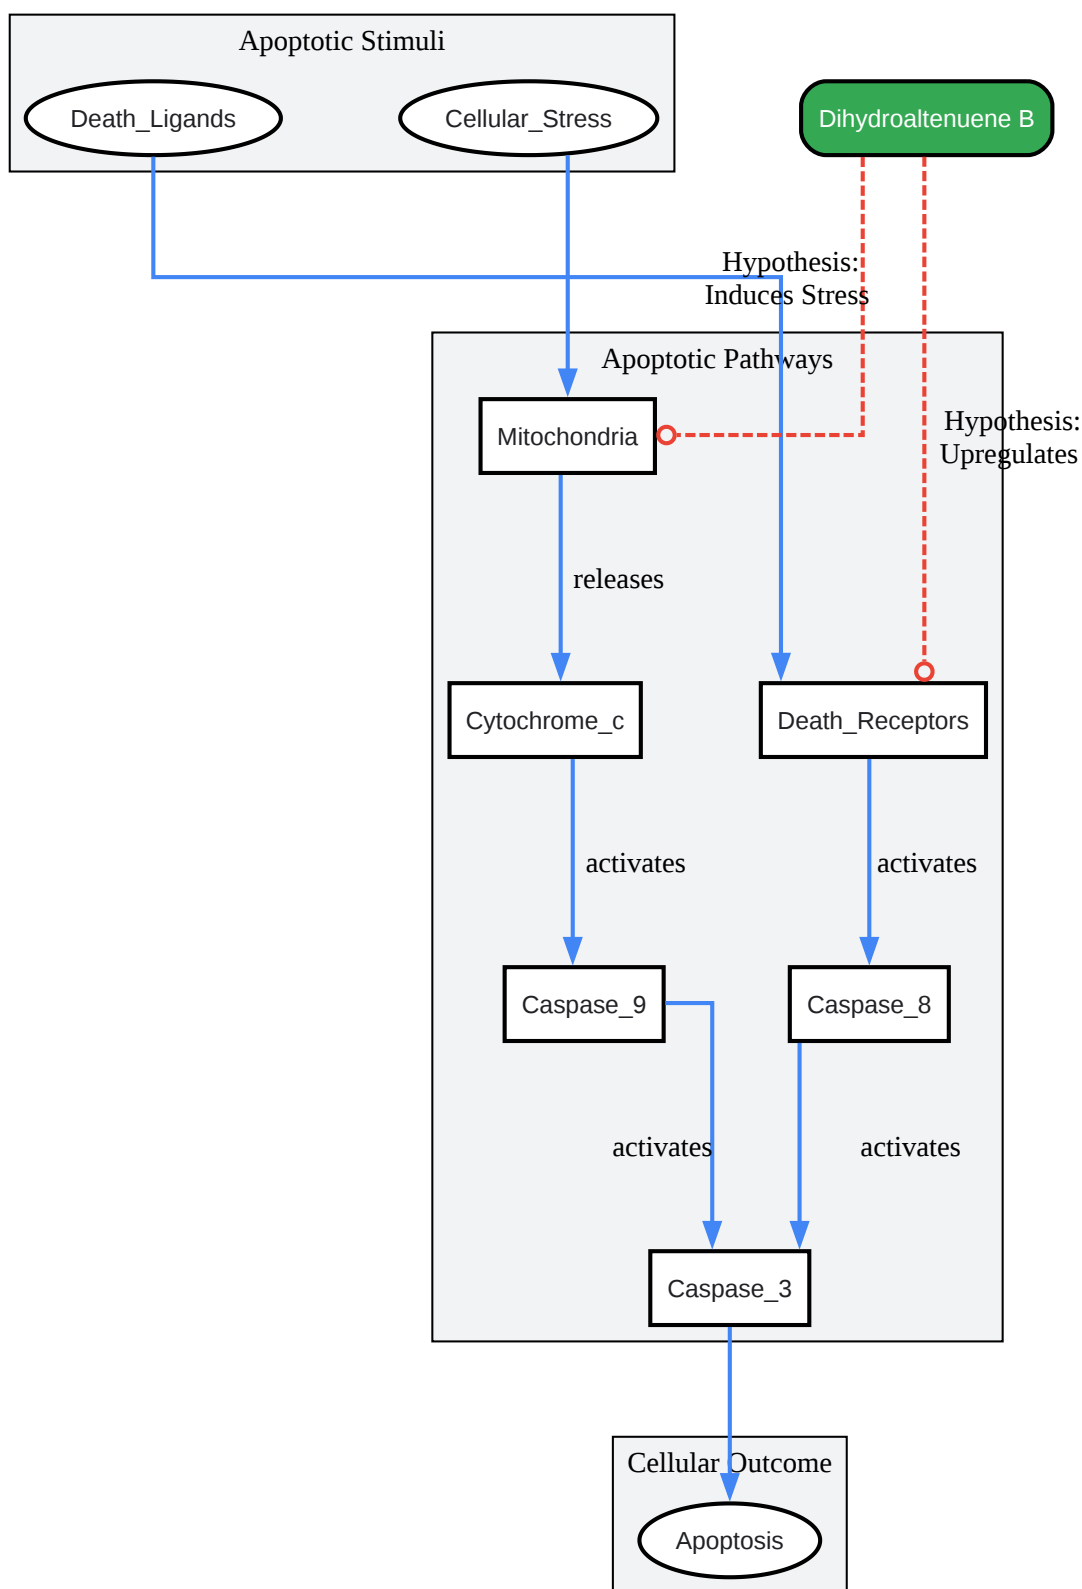 Apoptotic Stimuli
Death_Ligands
Cellular_Stress
Dihydroaltenuene B
Hypothesis:
Induces Stress
Apoptotic Pathways
Mitochondria
Hypothesis:
Upregulates
releases
Cytochrome_c
Death_Receptors
activates
activates
Caspase_9
Caspase_8
activates
activates
Caspase_3
Cellular Outcome
Apoptosis